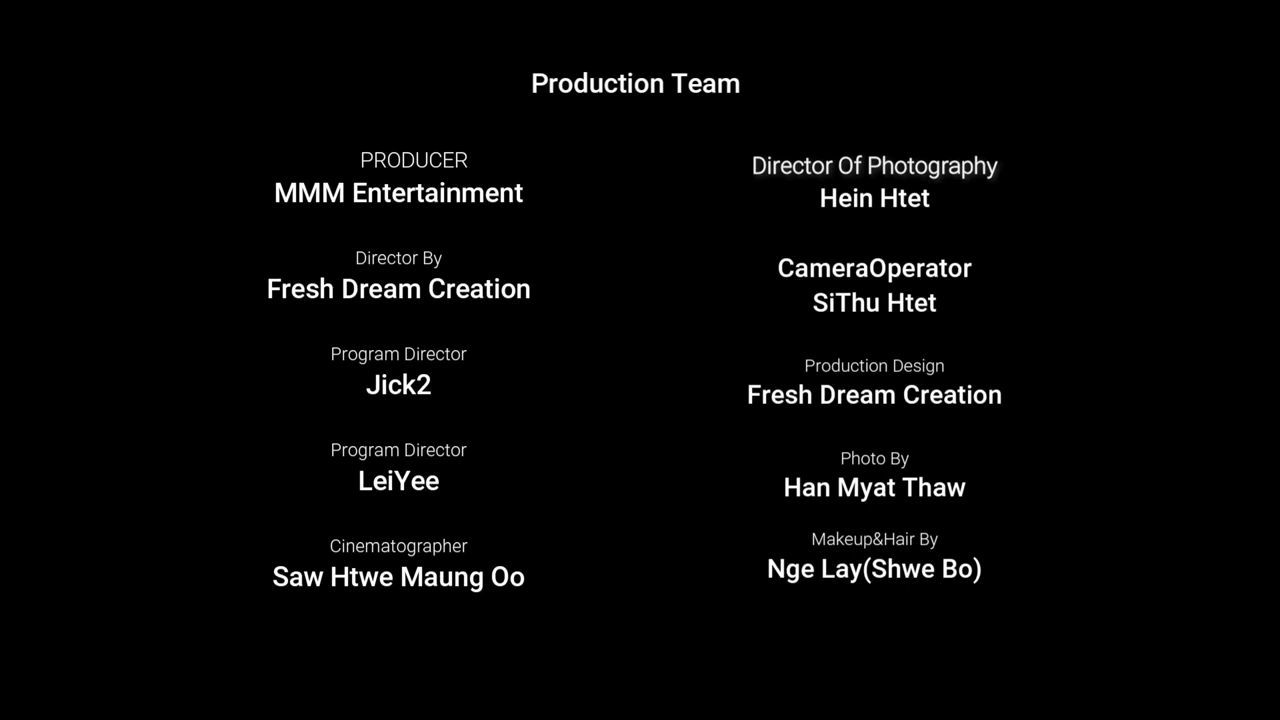 Production Team
PRODUCER
MMM Entertainment
Director By
Fresh Dream Creation
Program Director
Jick2
Program Director
LeiYee
Cinematographer
Saw Htwe Maung Oo
Director Of Photography
Hein Htet
CameraOperator
SiThu Htet
Production Design
Fresh Dream Creation
Photo By
Han Myat Thaw
Makeup&Hair By
Nge Lay(Shwe Bo)